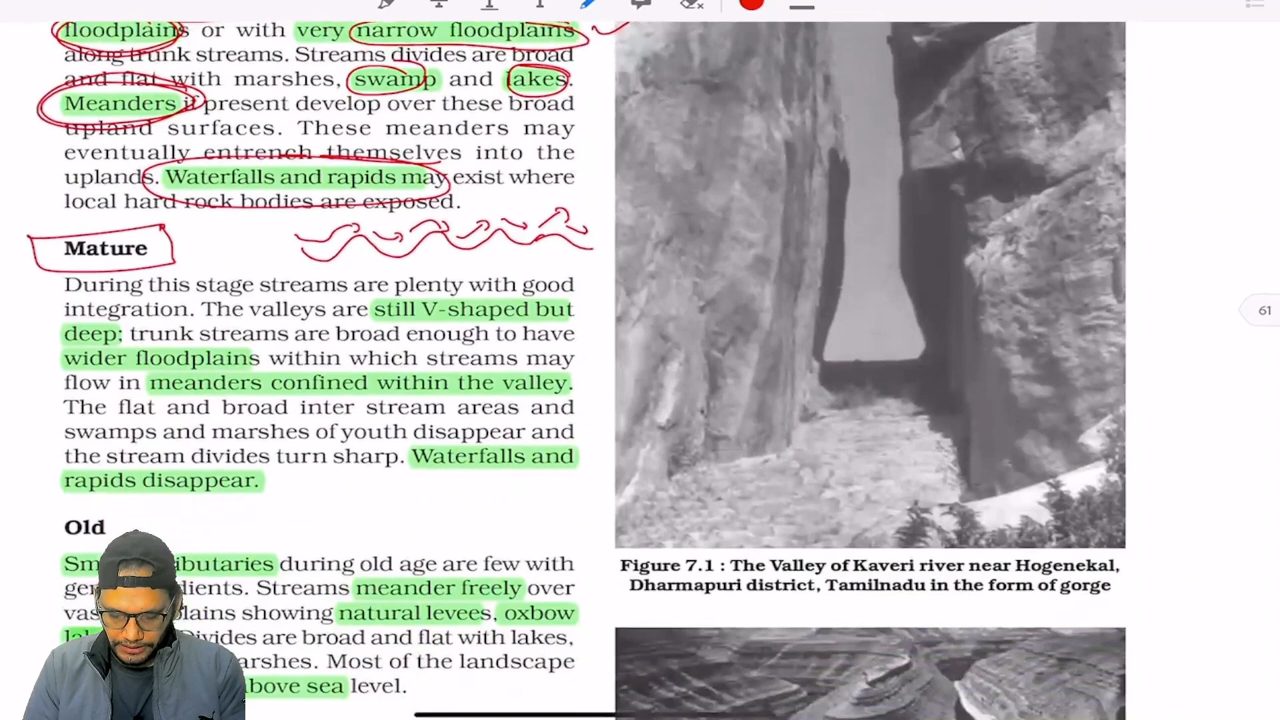 floodplains or with very narrow floodplains
along trunk streams. Streams divides are broad
and flat with marshes, swamp and lakes.
Meanders if present develop over these broad
upland surfaces. These meanders may
eventually entrench themselves into the
uplands. Waterfalls and rapids may exist where
local hard rock bodies are exposed.
Mature
During this stage streams are plenty with good
integration. The valleys are still V-shaped but
deep; trunk streams are broad enough to have
wider floodplains within which streams may
flow in meanders confined within the valley.
The flat and broad inter stream areas and
swamps and marshes of youth disappear and
the stream divides turn sharp. Waterfalls and
rapids disappear.
Old
during old age are few with
Streams meander freely over
showing natural levees, oxbow
Divides are broad and flat with lakes,
Most of the landscape
above sea level.
Figure 7.1 : The Valley of Kaveri river near Hogenekal,
Dharmapuri district, Tamilnadu in the form of gorge
61